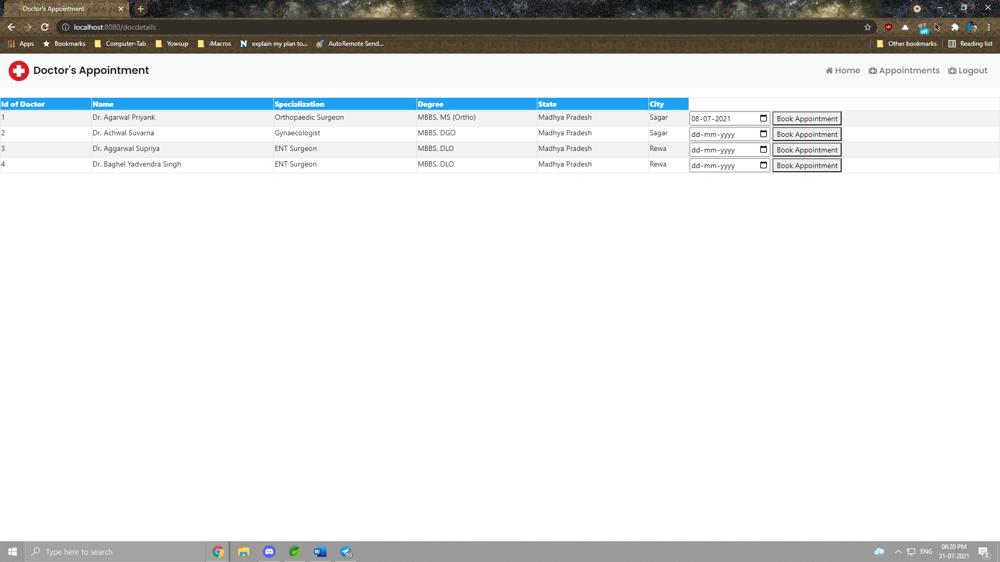 Doctor's Appointment
localhost:8080/docdetails
off
Apps Bookmarks Computer-Tab Yowsup iMacros N explain my plan to... AutoRemote Send... Other bookmarks Reading list
Doctor's Appointment Home Appointments Logout
Id of Doctor Name Specialization Degree State City
1 Dr. Agarwal Priyank Orthopaedic Surgeon MBBS, MS (Ortho) Madhya Pradesh Sagar 08-07-2021 Book Appointment
2 Dr. Achwal Suvarna Gynaecologist MBBS, DGO Madhya Pradesh Sagar dd-mm-yyyy Book Appointment
3 Dr. Aggarwal Supriya ENT Surgeon MBBS, DLO Madhya Pradesh Rewa dd-mm-yyyy Book Appointment
4 Dr. Baghel Yadvendra Singh ENT Surgeon MBBS, DLO Madhya Pradesh Rewa dd-mm-yyyy Book Appointment
Type here to search W 59 ENG 06:20 PM
31-07-2021 2